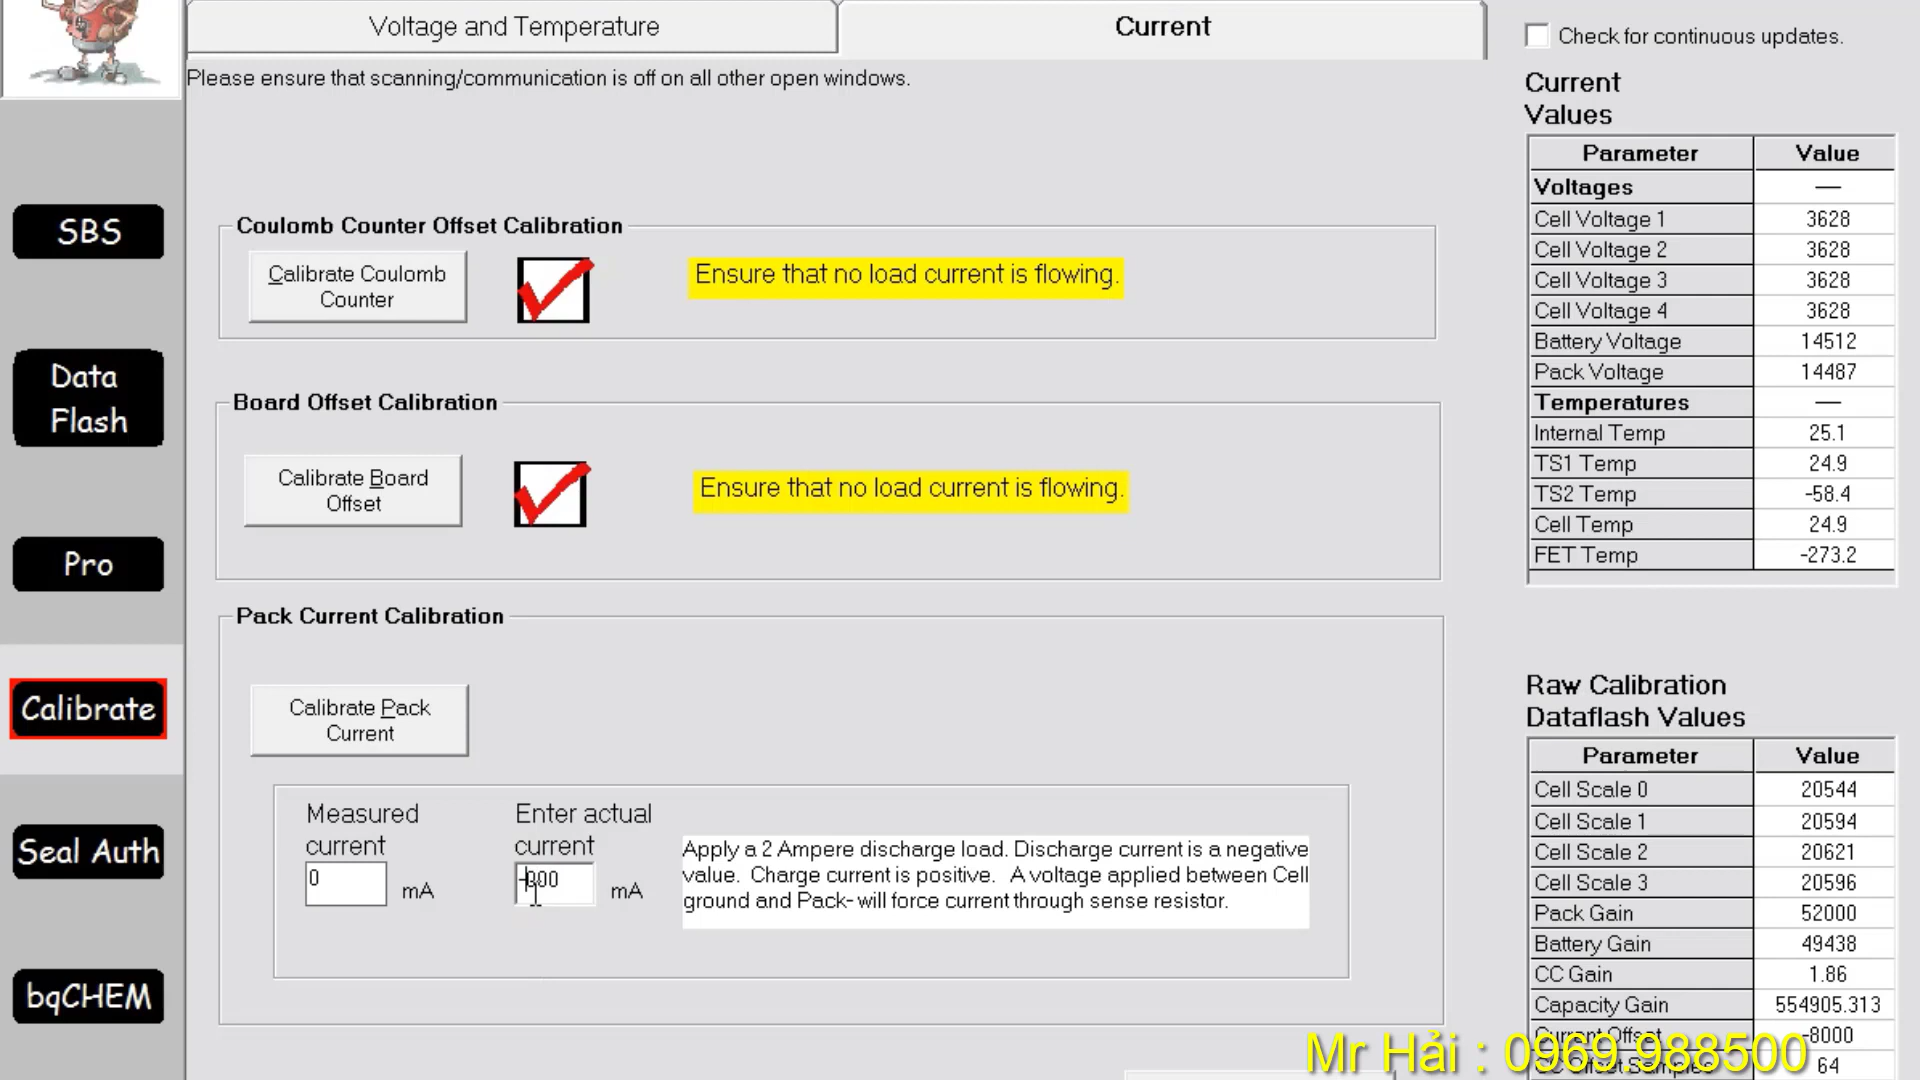 Voltage and Temperature
Current
Please ensure that scanning/communication is off on all other open windows.
SBS
Data
Flash
Pro
Calibrate
Seal Auth
bqCHEM
Coulomb Counter Offset Calibration
Calibrate Coulomb
Counter
Ensure that no load current is flowing.
Board Offset Calibration
Calibrate Board
Offset
Ensure that no load current is flowing.
Pack Current Calibration
Calibrate Pack
Current
Measured
current
0
mA
Enter actual
current
mA
Apply a 2 Ampere discharge load. Discharge current is a negative
value. Charge current is positive. A voltage applied between Cell
ground and Pack- will force current through sense resistor.
Check for continuous updates.
Current
Values
Parameter Value
Voltages —
Cell Voltage 1 3628
Cell Voltage 2 3628
Cell Voltage 3 3628
Cell Voltage 4 3628
Battery Voltage 14512
Pack Voltage 14487
Temperatures —
Internal Temp 25.1
TS1 Temp 24.9
TS2 Temp -58.4
Cell Temp 24.9
FET Temp -273.2
Raw Calibration
Dataflash Values
Parameter Value
Cell Scale 0 20544
Cell Scale 1 20594
Cell Scale 2 20621
Cell Scale 3 20596
Pack Gain 52000
Battery Gain 49438
CC Gain 1.86
Capacity Gain 554905.313
Current Offset -8000
CC Offset Samples 64
Mr Hải : 0969.988500